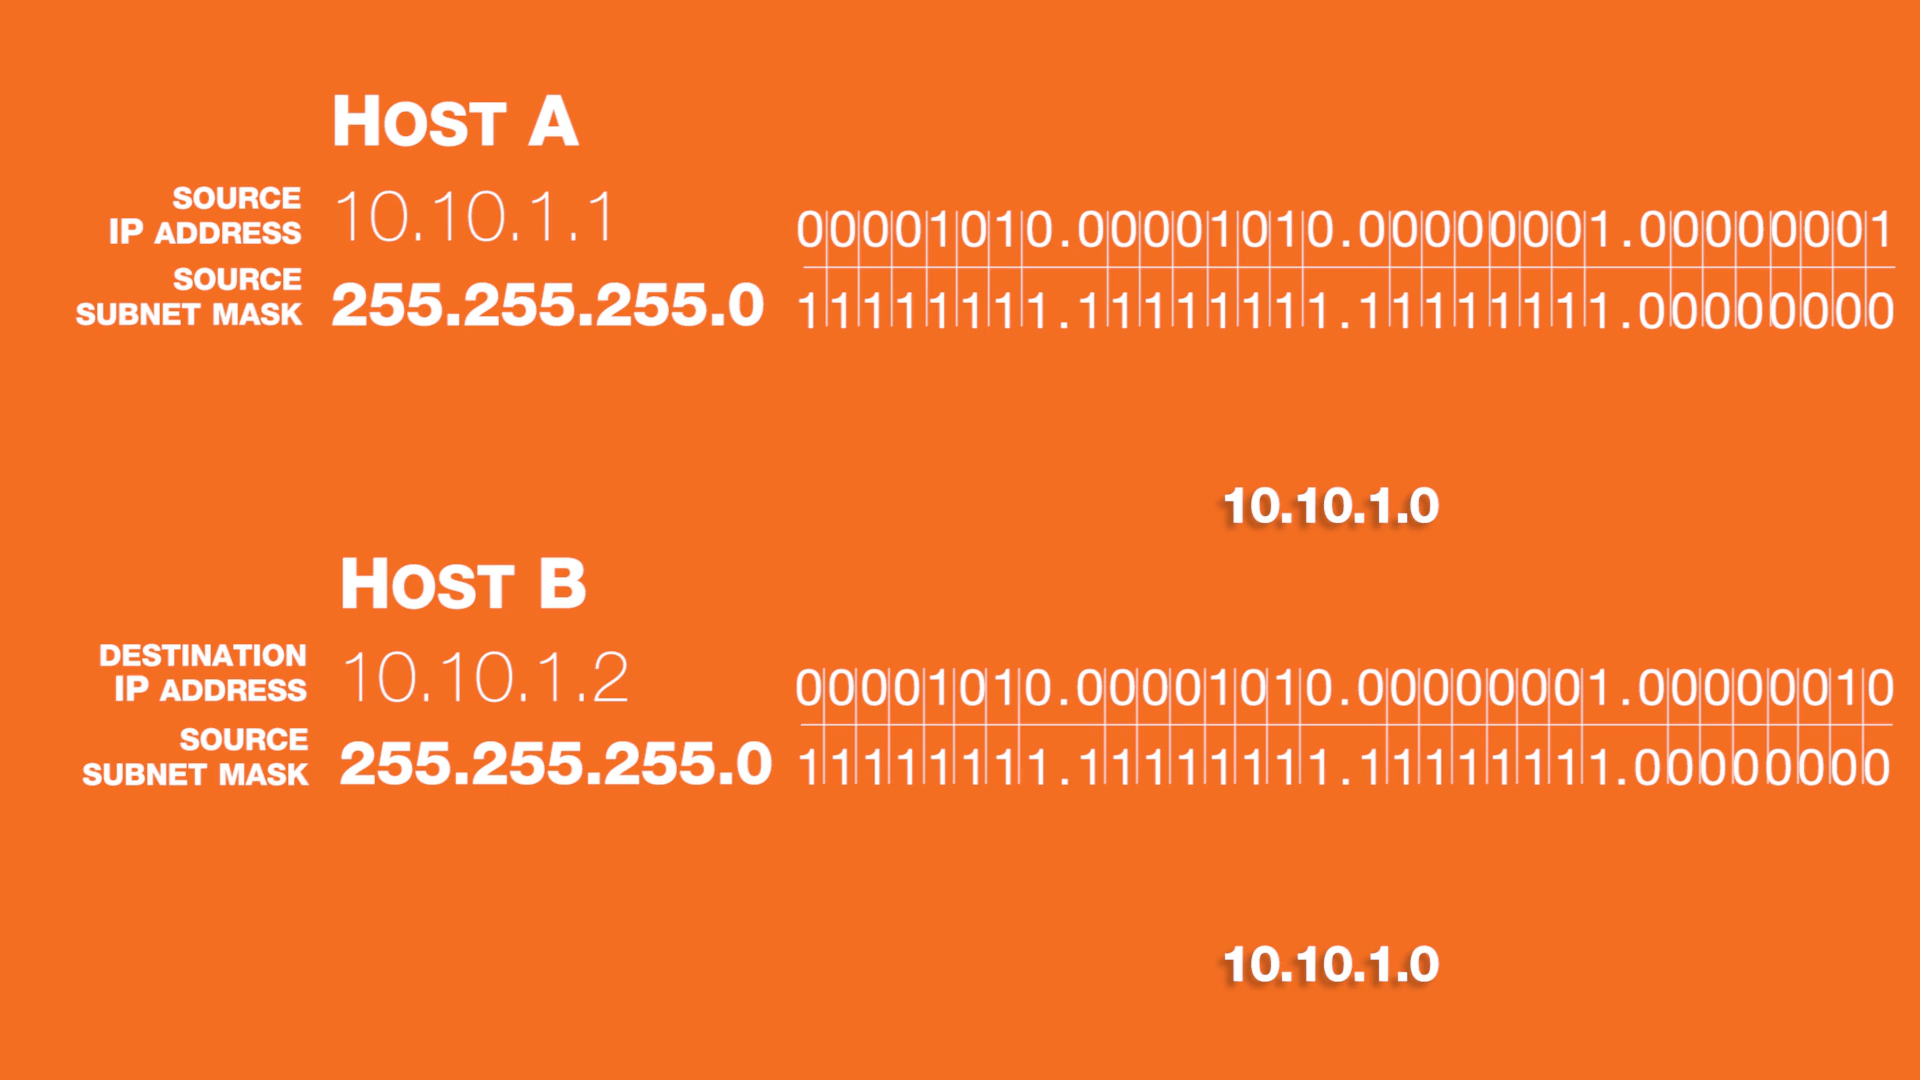 HOST A
SOURCE
IP ADDRESS
10.10.1.1
00001010.00001010.00000001.00000001
SOURCE
SUBNET MASK
255.255.255.0
11111111.11111111.11111111.00000000
10.10.1.0
HOST B
DESTINATION
IP ADDRESS
10.10.1.2
00001010.00001010.00000001.00000010
SOURCE
SUBNET MASK
255.255.255.0
11111111.11111111.11111111.00000000
10.10.1.0